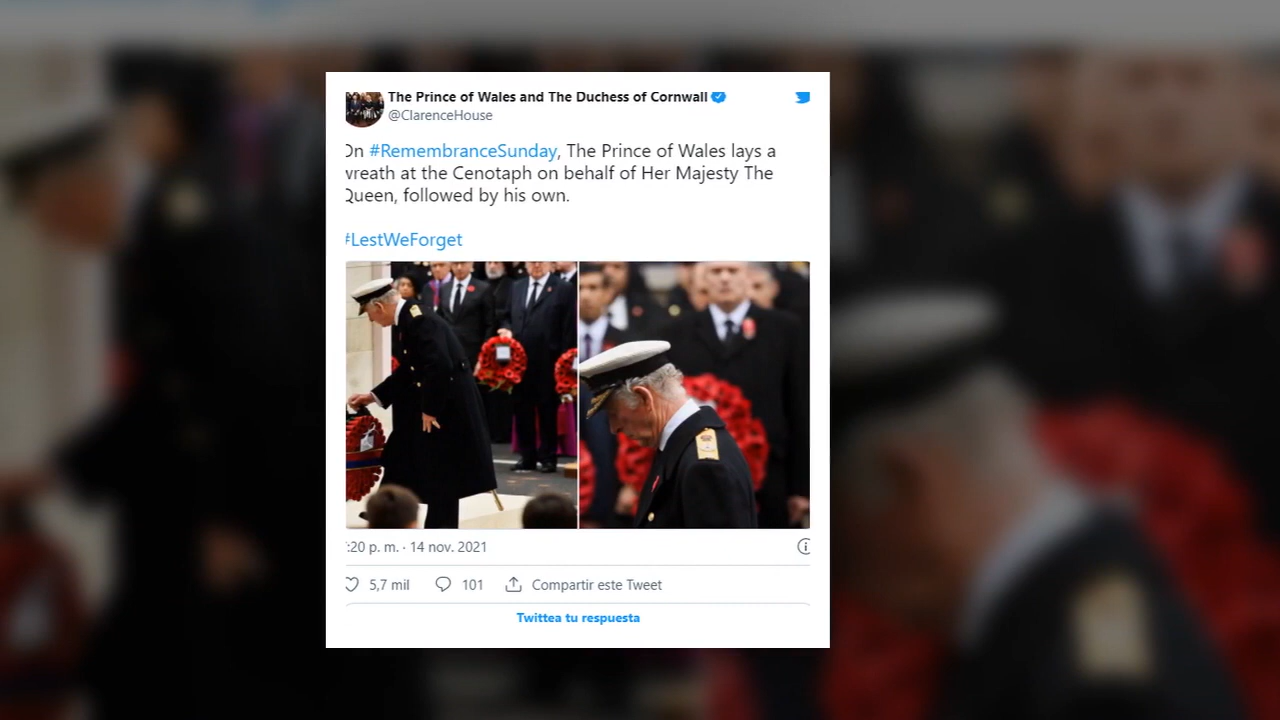 The Prince of Wales and The Duchess of Cornwall
@ClarenceHouse
On #RemembranceSunday, The Prince of Wales lays a
wreath at the Cenotaph on behalf of Her Majesty The
Queen, followed by his own.
#LestWeForget
:20 p. m. · 14 nov. 2021
5,7 mil 101 Compartir este Tweet
Twittea tu respuesta